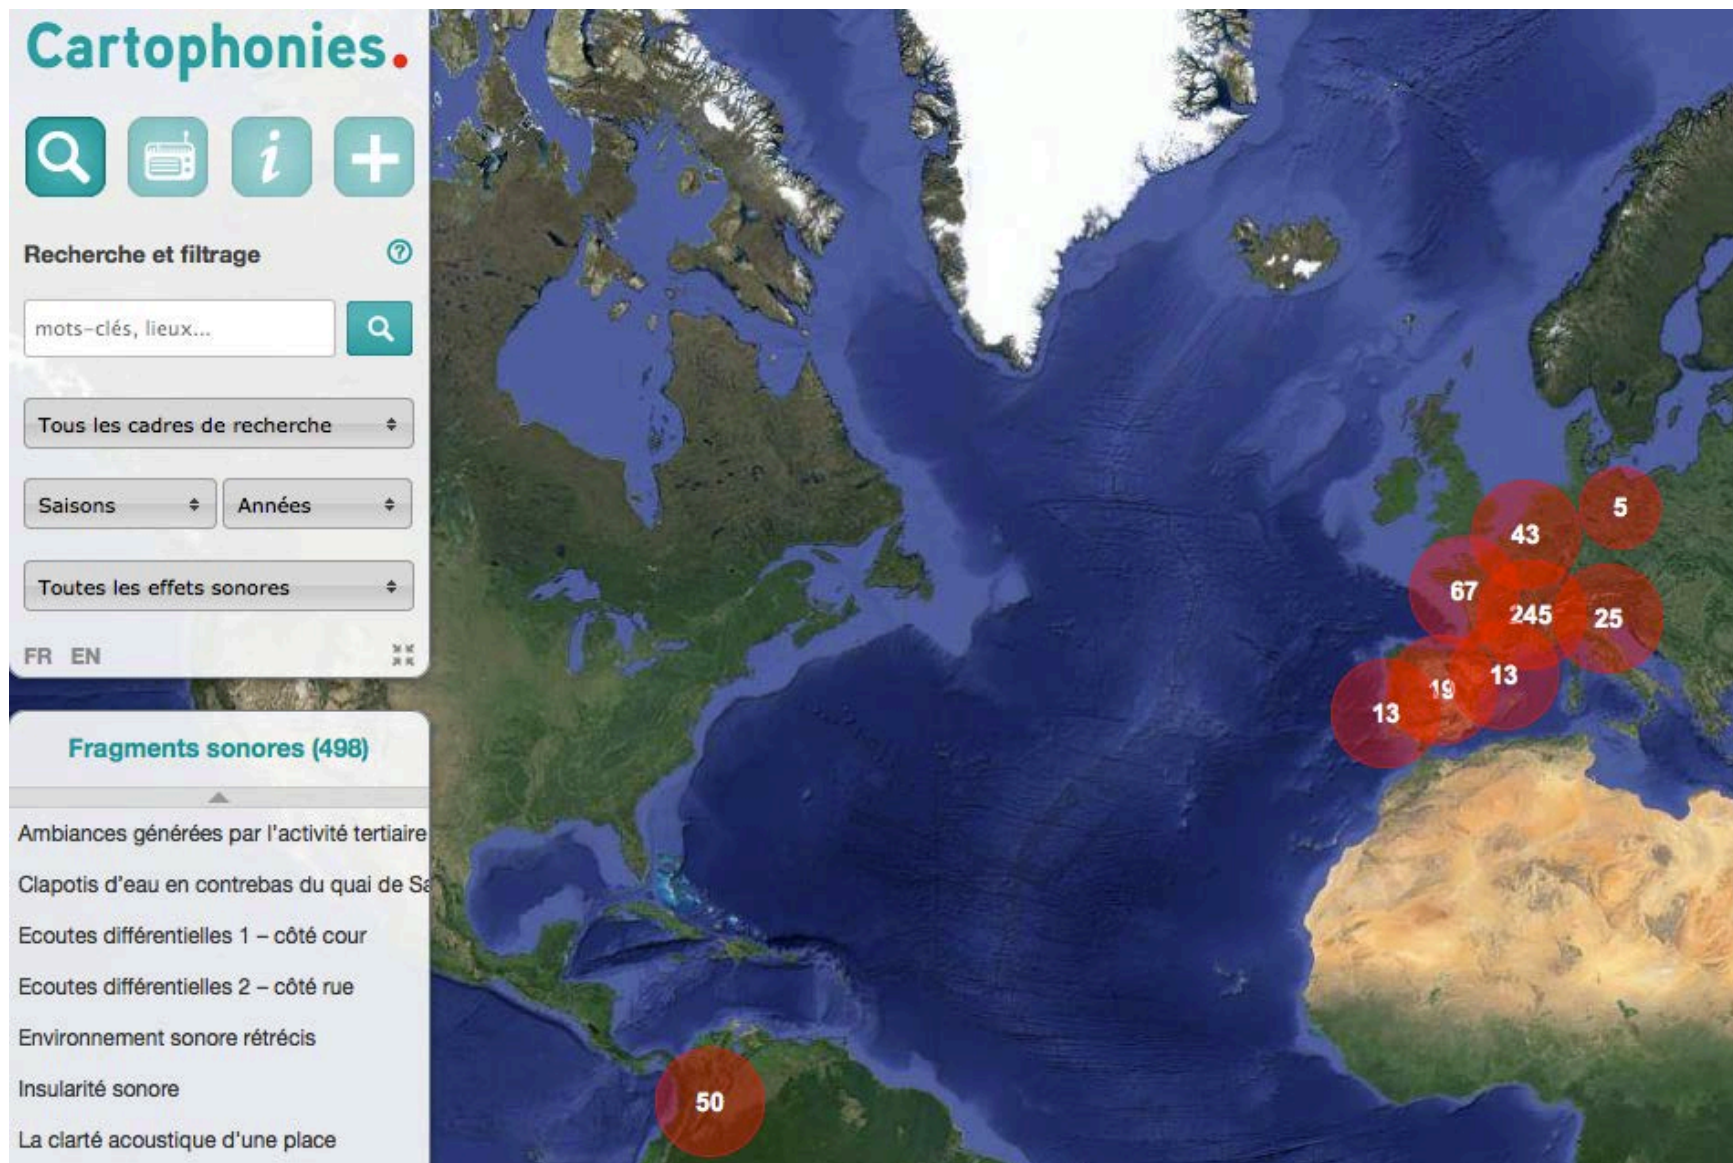 Cartophonies.
Recherche et filtrage
mots-clés, lieux...
Tous les cadres de recherche
Saisons
Années
Toutes les effets sonores
FR EN
Fragments sonores (498)
Ambiances générées par l'activité tertiaire
Clapotis d'eau en contrebas du quai de Sa
Ecoutes différentielles 1 – côté cour
Ecoutes différentielles 2 – côté rue
Environnement sonore rétrécis
Insularité sonore
La clarté acoustique d'une place
5
43
67
245
25
13
19
13
50